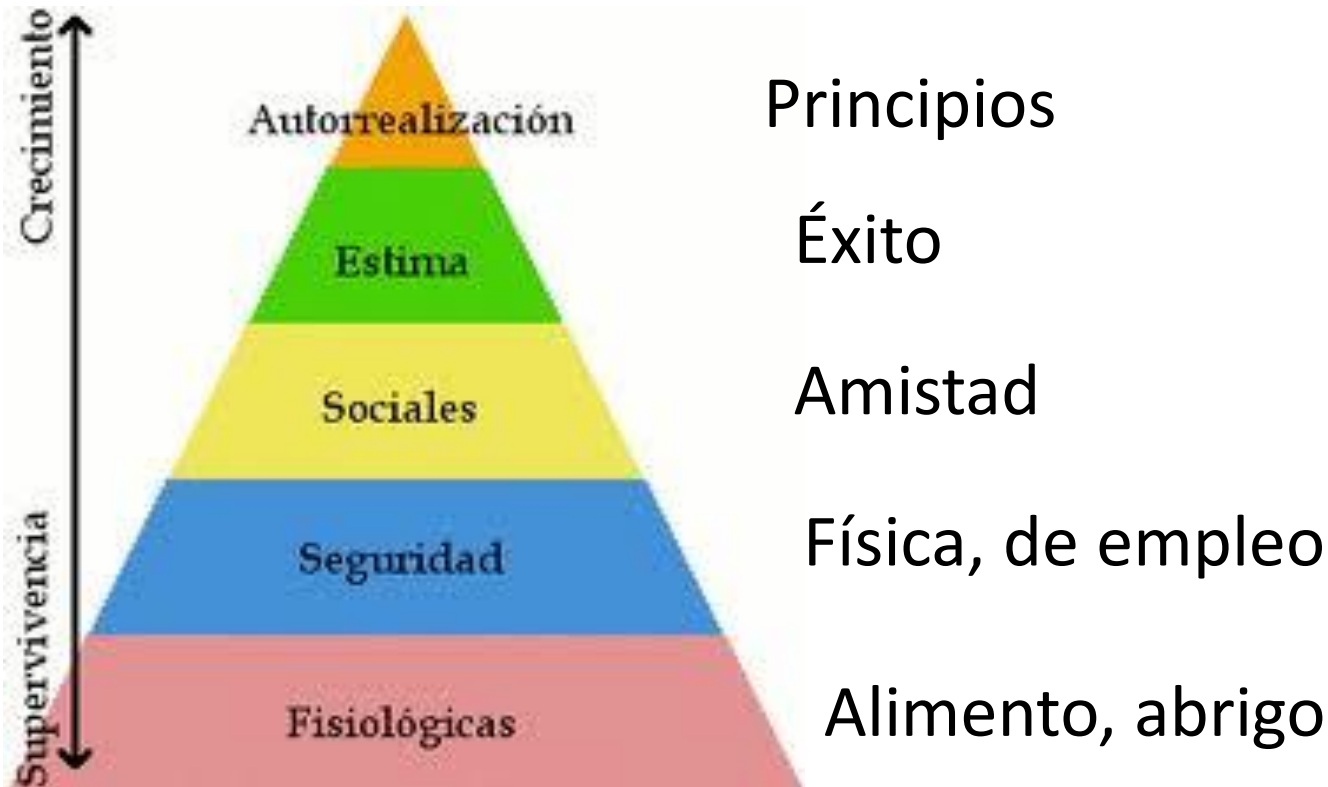 Crecimiento
Autorrealización
Principios
Estima
Éxito
Sociales
Amistad
Supervivencia
Seguridad
Física, de empleo
Fisiológicas
Alimento, abrigo